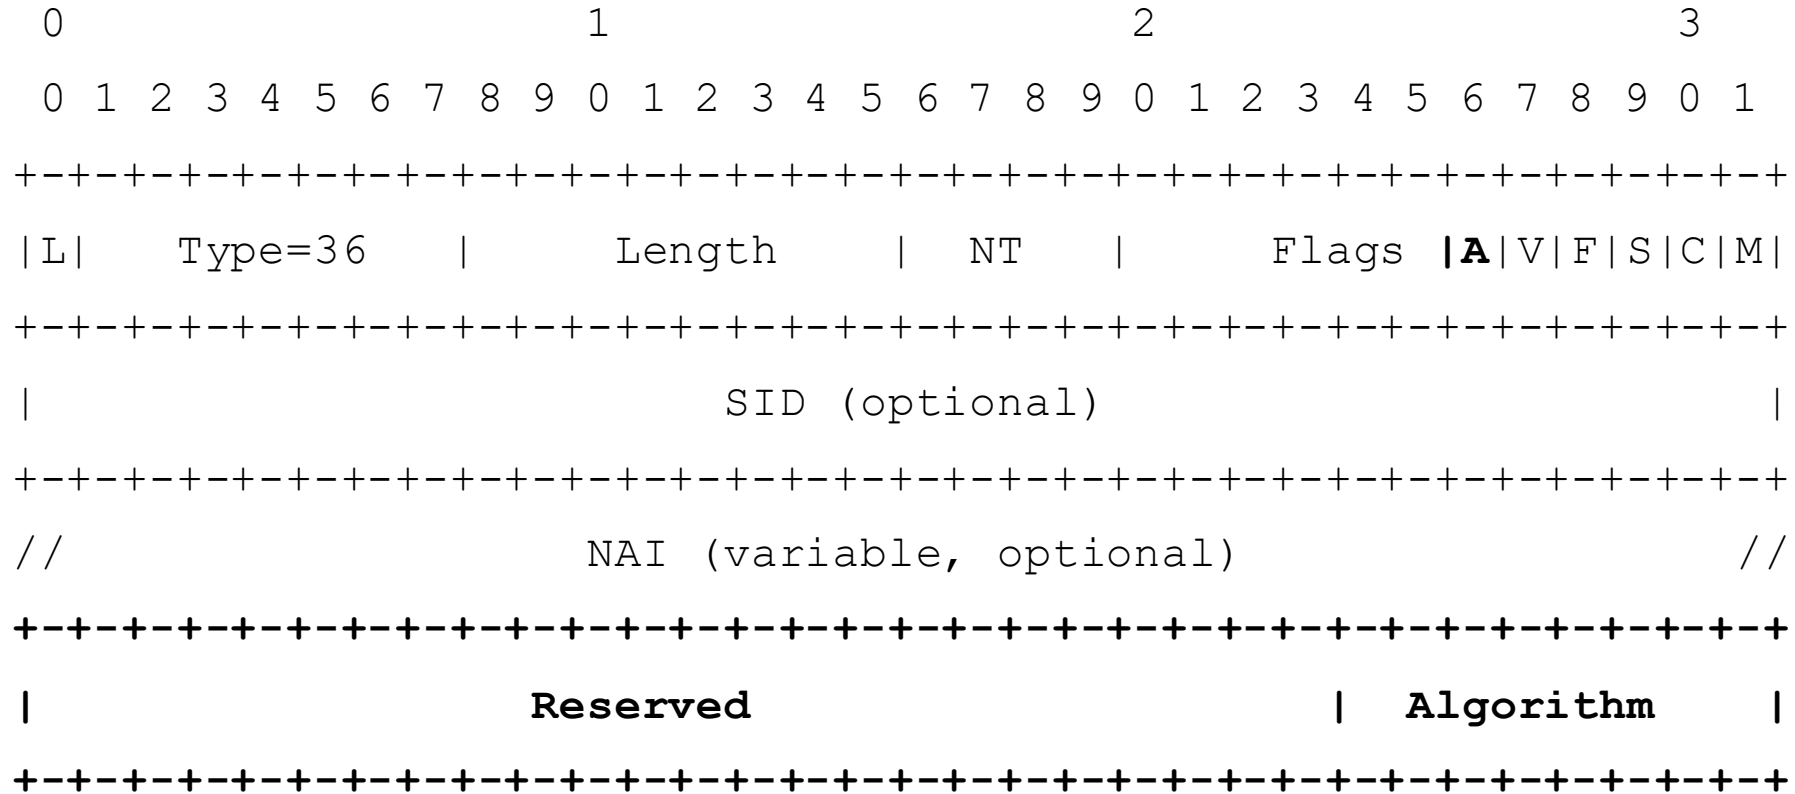 0                   1                   2                   3
 0 1 2 3 4 5 6 7 8 9 0 1 2 3 4 5 6 7 8 9 0 1 2 3 4 5 6 7 8 9 0 1
+-+-+-+-+-+-+-+-+-+-+-+-+-+-+-+-+-+-+-+-+-+-+-+-+-+-+-+-+-+-+-+-+
|L|   Type=36   |     Length    |  NT   |     Flags |A|V|F|S|C|M|
+-+-+-+-+-+-+-+-+-+-+-+-+-+-+-+-+-+-+-+-+-+-+-+-+-+-+-+-+-+-+-+-+
|                         SID (optional)                        |
+-+-+-+-+-+-+-+-+-+-+-+-+-+-+-+-+-+-+-+-+-+-+-+-+-+-+-+-+-+-+-+-+
//                   NAI (variable, optional)                  //
+-+-+-+-+-+-+-+-+-+-+-+-+-+-+-+-+-+-+-+-+-+-+-+-+-+-+-+-+-+-+-+-+
|                  Reserved                     |  Algorithm    |
+-+-+-+-+-+-+-+-+-+-+-+-+-+-+-+-+-+-+-+-+-+-+-+-+-+-+-+-+-+-+-+-+